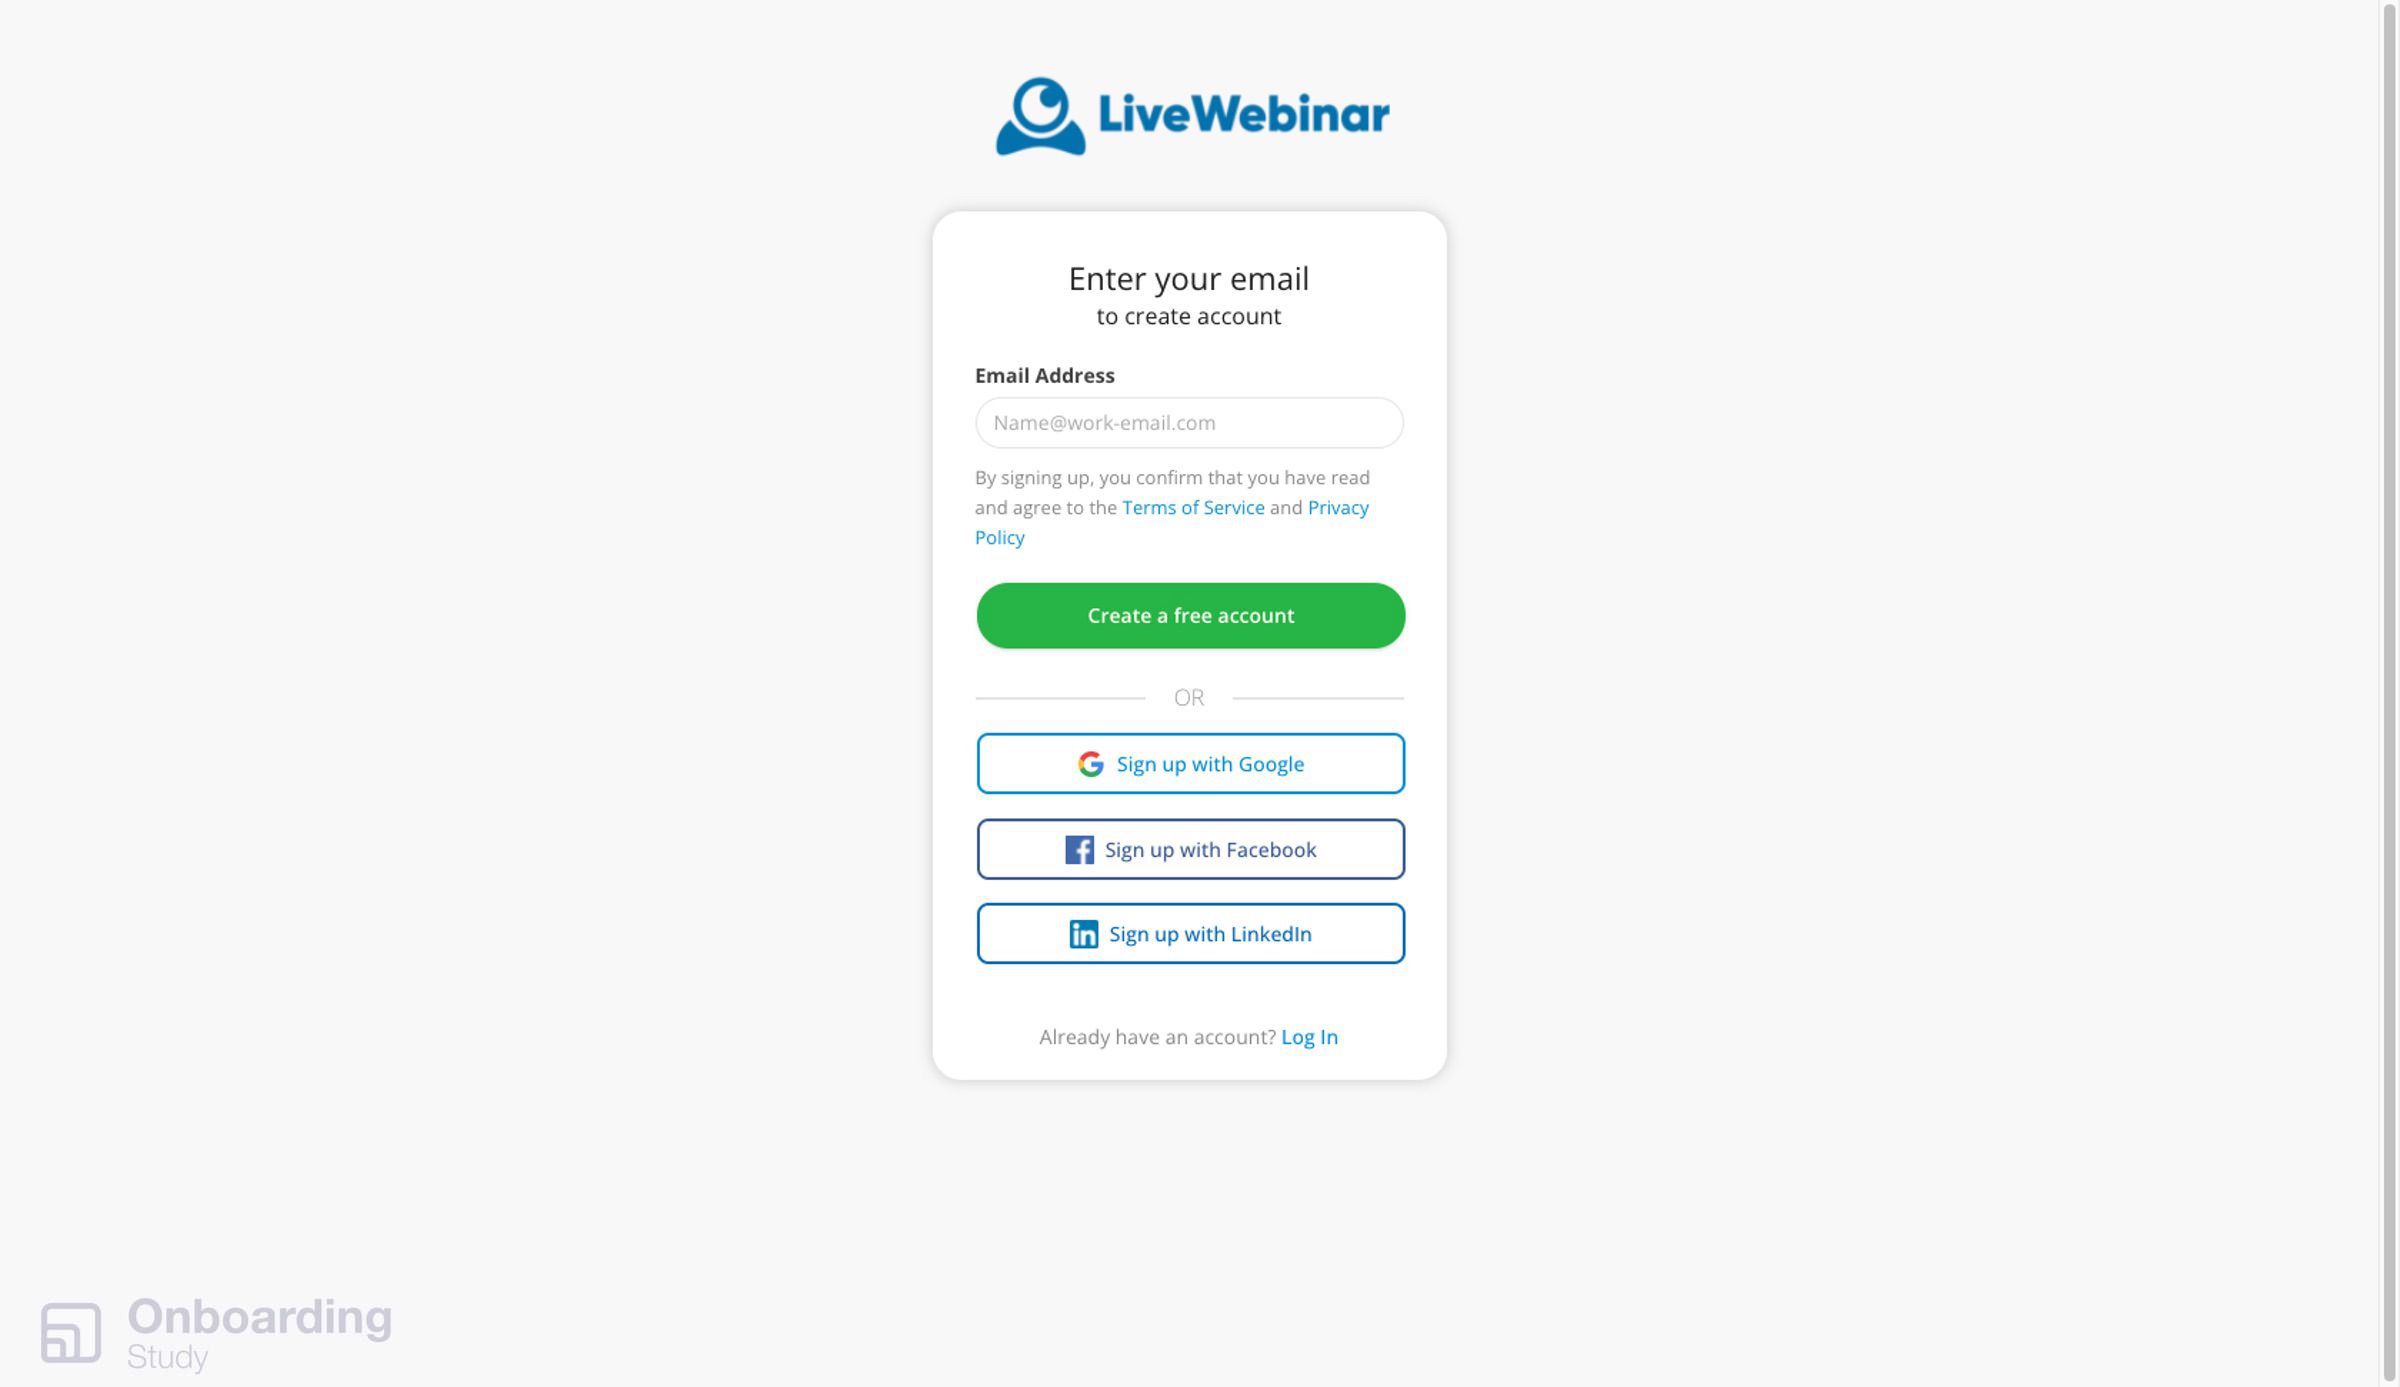 LiveWebinar
Enter your email
to create account
Email Address
Name@work-email.com
By signing up, you confirm that you have read
and agree to the Terms of Service and Privacy
Policy
Create a free account
OR
Sign up with Google
Sign up with Facebook
in Sign up with LinkedIn
Already have an account? Log In
Onboarding
Study